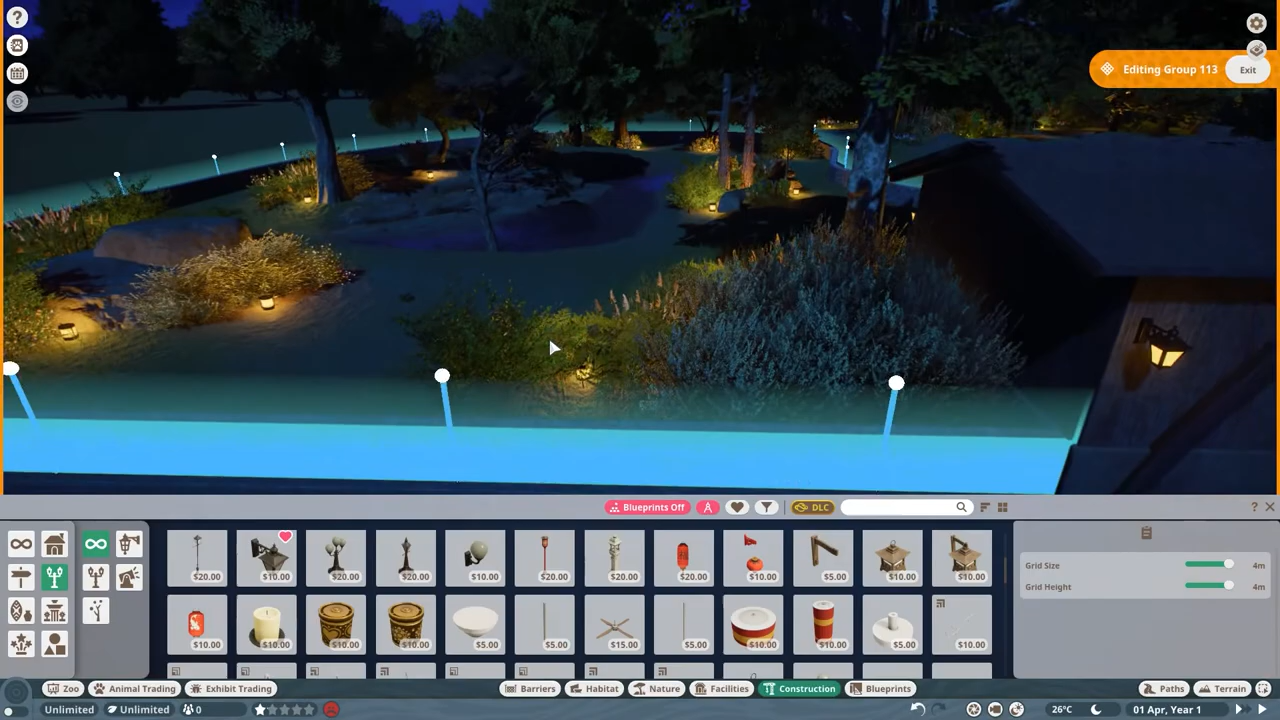 ?
Editing Group 113 Exit
Blueprints Off DLC ? ×
$20.00 $10.00 $20.00 $20.00 $10.00 $20.00 $20.00 $20.00 $10.00 $5.00 $10.00 $10.00
Grid Size 4m
Grid Height 4m
$10.00 $10.00 $10.00 $10.00 $5.00 $5.00 $15.00 $5.00 $10.00 $10.00 $5.00 $10.00
Zoo Animal Trading Exhibit Trading Barriers Habitat Nature Facilities Construction Blueprints Paths Terrain
Unlimited Unlimited 0 26°C 01 Apr, Year 1